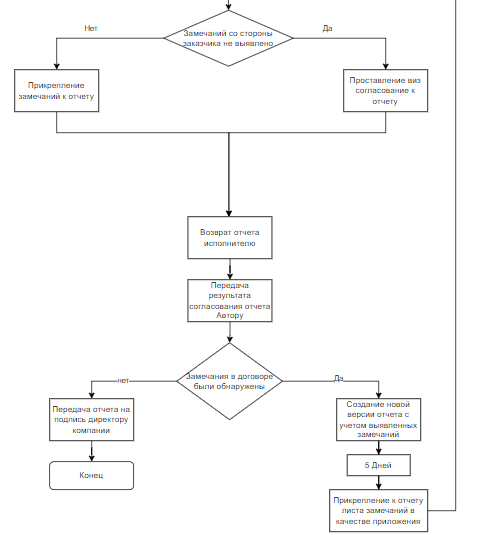 Замечаний со стороны
заказчика не выявлено
Нет
Да
Прикрепление
замечаний к отчету
Проставление виз
согласование к
отчету
Возврат отчета
исполнителю
Передача
результата
согласования отчета
Автору
Замечания в договоре
были обнаружены
нет
Да
Передача отчета на
подпись директору
компании
Создание новой
версии отчета с
учетом выявленных
замечаний
Конец
5 Дней
Прикрепление к отчету
листа замечаний в
качестве приложения